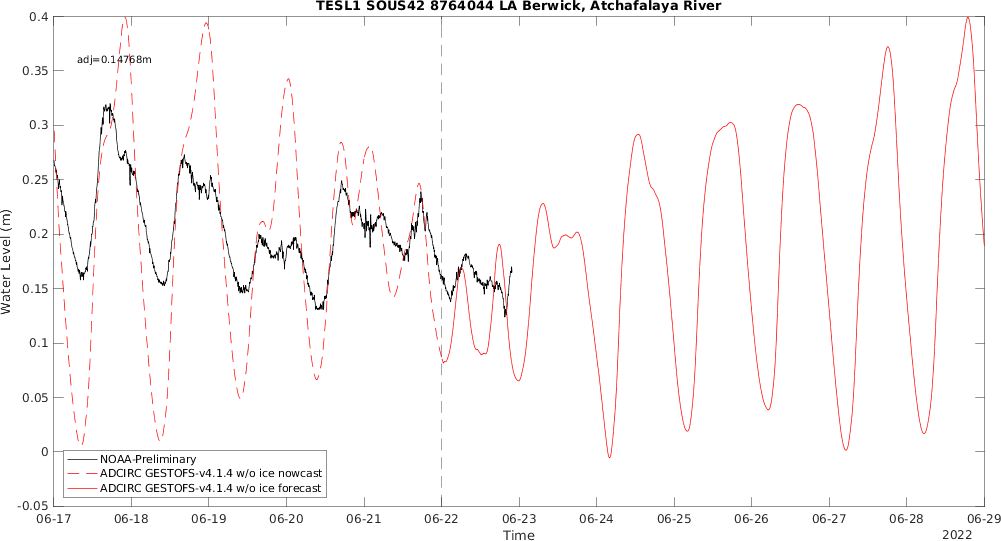 TESL1 SOUS42 8764044 LA Berwick, Atchafalaya River
adj=0.14768m
0.4
0.35
0.3
0.25
0.2
0.15
0.1
0.05
0
-0.05
Water Level (m)
NOAA-Preliminary
ADCIRC GESTOFS-v4.1.4 w/o ice nowcast
ADCIRC GESTOFS-v4.1.4 w/o ice forecast
06-17 06-18 06-19 06-20 06-21 06-22 06-23 06-24 06-25 06-26 06-27 06-28 06-29
Time
2022